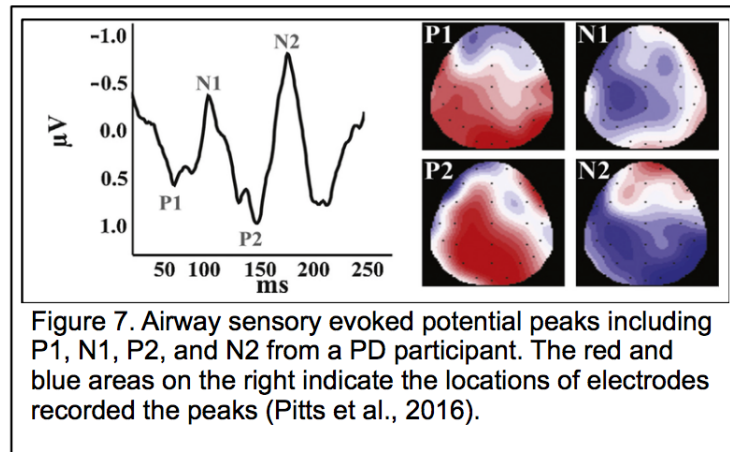 −1.0
−0.5
0.0
0.5
1.0
µV
P1
N1
P2
N2
50 100 150 200 250
ms
P1
N1
P2
N2
Figure 7. Airway sensory evoked potential peaks including
P1, N1, P2, and N2 from a PD participant. The red and
blue areas on the right indicate the locations of electrodes
recorded the peaks (Pitts et al., 2016).